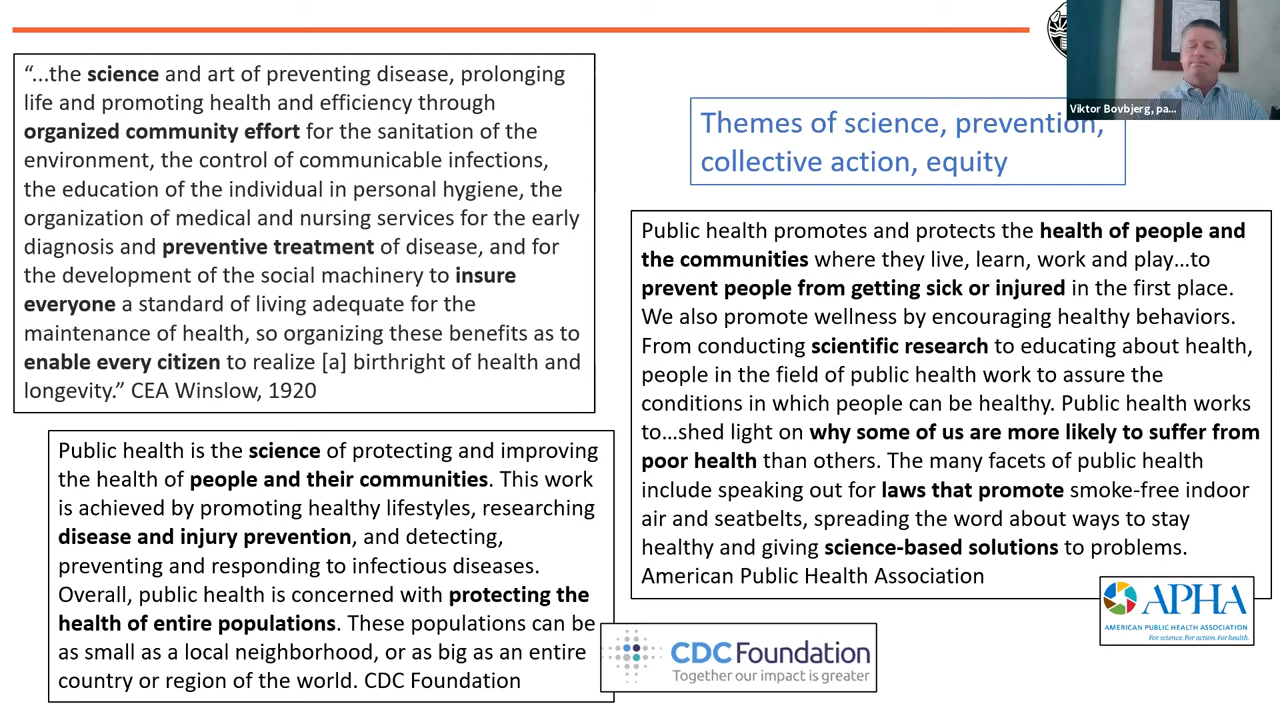 “...the science and art of preventing disease, prolonging
life and promoting health and efficiency through
organized community effort for the sanitation of the
environment, the control of communicable infections,
the education of the individual in personal hygiene, the
organization of medical and nursing services for the early
diagnosis and preventive treatment of disease, and for
the development of the social machinery to insure
everyone a standard of living adequate for the
maintenance of health, so organizing these benefits as to
enable every citizen to realize [a] birthright of health and
longevity.” CEA Winslow, 1920
Public health is the science of protecting and improving
the health of people and their communities. This work
is achieved by promoting healthy lifestyles, researching
disease and injury prevention, and detecting,
preventing and responding to infectious diseases.
Overall, public health is concerned with protecting the
health of entire populations. These populations can be
as small as a local neighborhood, or as big as an entire
country or region of the world. CDC Foundation
CDC Foundation
Together our impact is greater
Viktor Bovbjerg, pa...
Themes of science, prevention,
collective action, equity
Public health promotes and protects the health of people and
the communities where they live, learn, work and play…to
prevent people from getting sick or injured in the first place.
We also promote wellness by encouraging healthy behaviors.
From conducting scientific research to educating about health,
people in the field of public health work to assure the
conditions in which people can be healthy. Public health works
to…shed light on why some of us are more likely to suffer from
poor health than others. The many facets of public health
include speaking out for laws that promote smoke-free indoor
air and seatbelts, spreading the word about ways to stay
healthy and giving science-based solutions to problems.
American Public Health Association
APHA
AMERICAN PUBLIC HEALTH ASSOCIATION
For science. For action. For health.